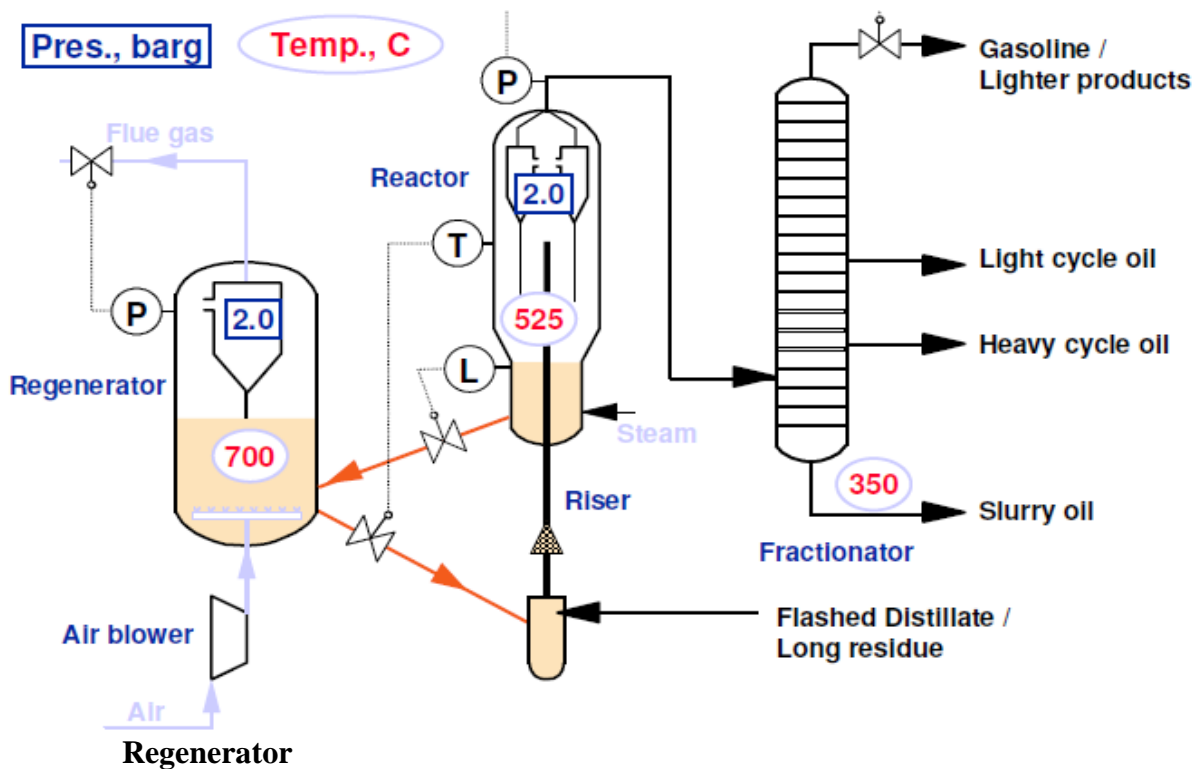 Pres., barg
Temp., C
P
Gasoline /
Lighter products
Flue gas
Reactor
2.0
T
Light cycle oil
P
2.0
525
Heavy cycle oil
Regenerator
L
Steam
700
350
Riser
Slurry oil
Fractionator
Air blower
Flashed Distillate /
Long residue
Air
Regenerator